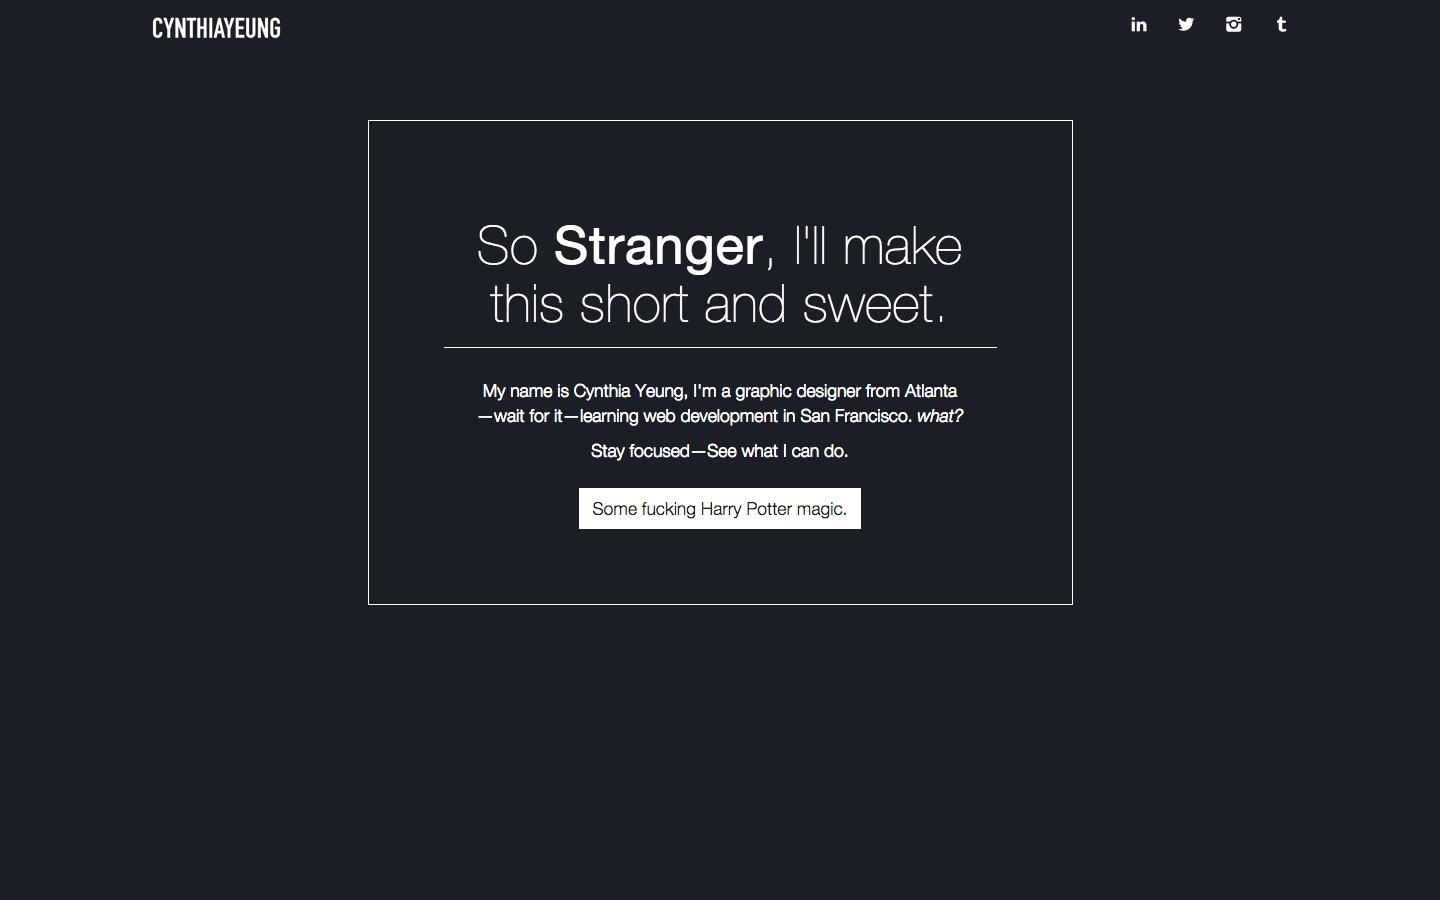 CYNTHIAYEUNG
So Stranger, I'll make
this short and sweet.
My name is Cynthia Yeung, I'm a graphic designer from Atlanta
—wait for it—learning web development in San Francisco. what?
Stay focused—See what I can do.
Some fucking Harry Potter magic.